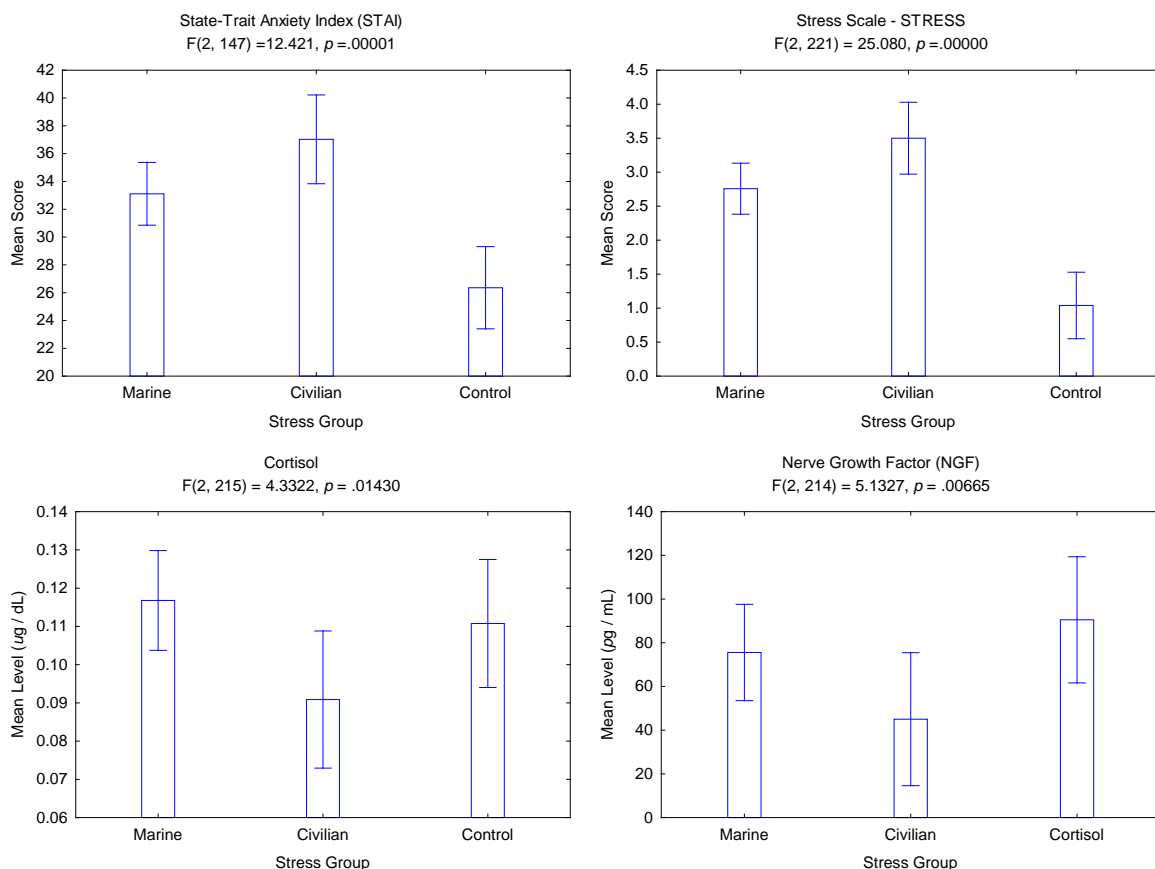 State-Trait Anxiety Index (STAI)
F(2, 147) =12.421, p =.00001
42
40
38
36
34
32
30
28
26
24
22
20
Mean Score
Marine
Civilian
Control
Stress Group
Stress Scale - STRESS
F(2, 221) = 25.080, p =.00000
4.5
4.0
3.5
3.0
2.5
2.0
1.5
1.0
0.5
0.0
Mean Score
Marine
Civilian
Control
Stress Group
Cortisol
F(2, 215) = 4.3322, p = .01430
0.14
0.13
0.12
0.11
0.10
0.09
0.08
0.07
0.06
Mean Level (ug / dL)
Marine
Civilian
Control
Stress Group
Nerve Growth Factor (NGF)
F(2, 214) = 5.1327, p = .00665
140
120
100
80
60
40
20
0
Mean Level (pg / mL)
Marine
Civilian
Cortisol
Stress Group